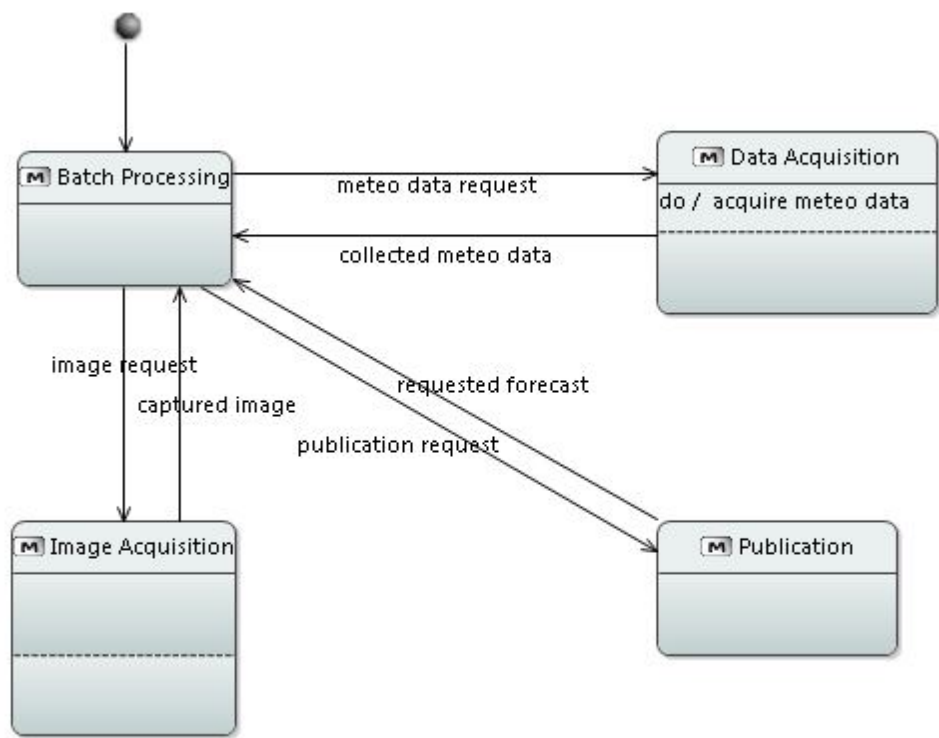 M Batch Processing
M Data Acquisition
meteo data request
do / acquire meteo data
collected meteo data
image request
captured image
requested forecast
publication request
M Image Acquisition
M Publication